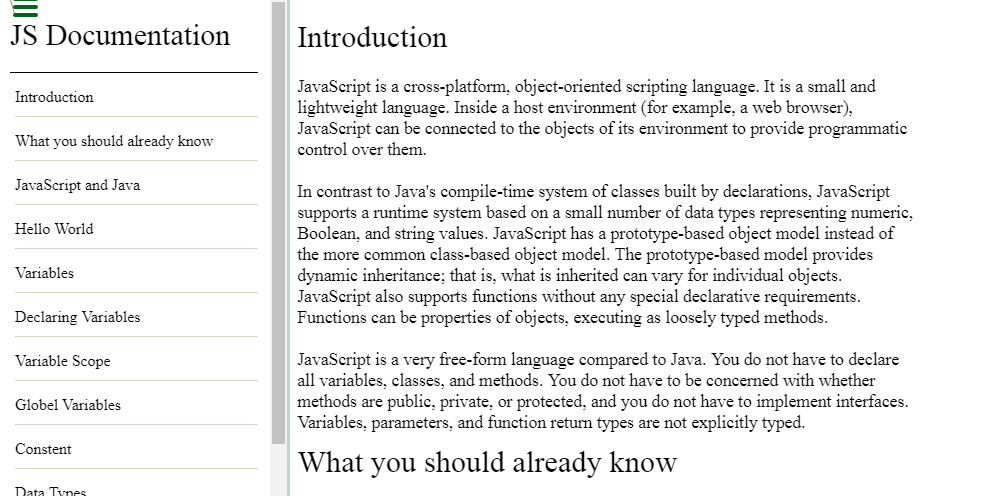 JS Documentation
Introduction
What you should already know
JavaScript and Java
Hello World
Variables
Declaring Variables
Variable Scope
Globel Variables
Constent
Data Types
Introduction
JavaScript is a cross-platform, object-oriented scripting language. It is a small and
lightweight language. Inside a host environment (for example, a web browser),
JavaScript can be connected to the objects of its environment to provide programmatic
control over them.
In contrast to Java's compile-time system of classes built by declarations, JavaScript
supports a runtime system based on a small number of data types representing numeric,
Boolean, and string values. JavaScript has a prototype-based object model instead of
the more common class-based object model. The prototype-based model provides
dynamic inheritance; that is, what is inherited can vary for individual objects.
JavaScript also supports functions without any special declarative requirements.
Functions can be properties of objects, executing as loosely typed methods.
JavaScript is a very free-form language compared to Java. You do not have to declare
all variables, classes, and methods. You do not have to be concerned with whether
methods are public, private, or protected, and you do not have to implement interfaces.
Variables, parameters, and function return types are not explicitly typed.
What you should already know